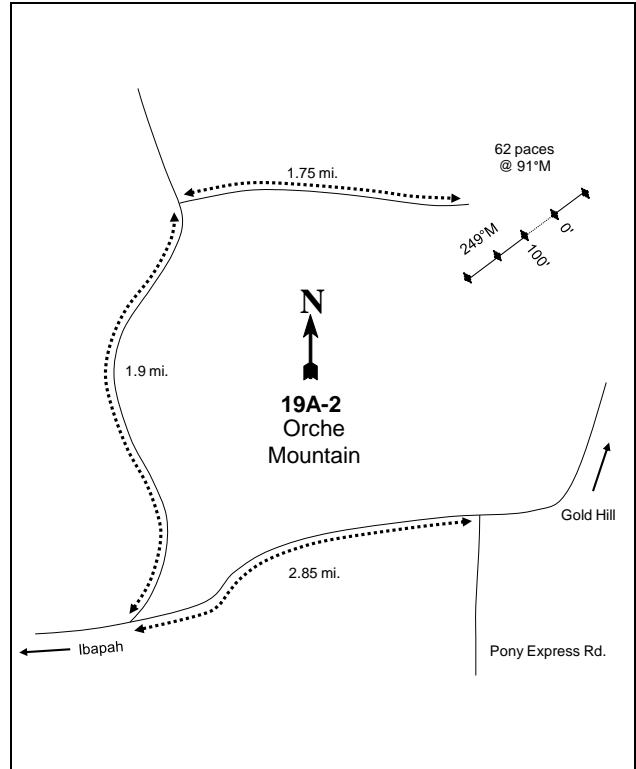 62 paces
@ 91°M
1.75 mi.
249°M
0'
100'
N
1.9 mi.
19A-2
Orche
Mountain
Gold Hill
2.85 mi.
Ibapah
Pony Express Rd.